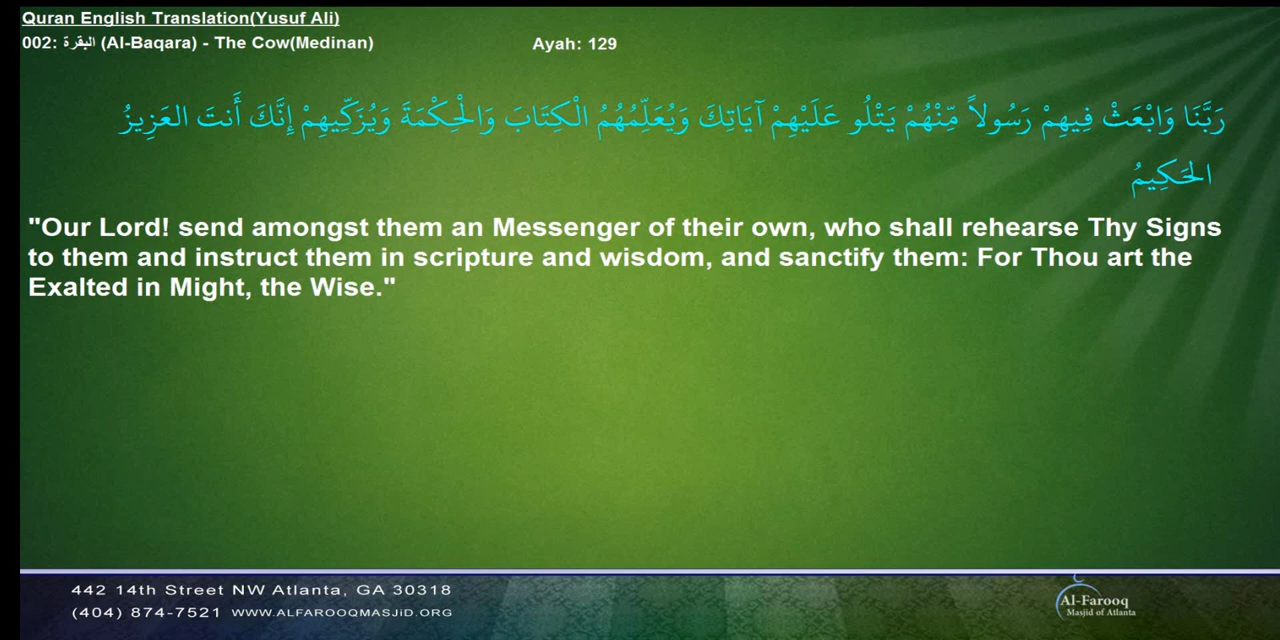 Quran English Translation(Yusuf Ali)
002: البقرة (Al-Baqara) - The Cow(Medinan)
Ayah: 129
رَبَّنَا وَابْعَثْ فِيهِمْ رَسُولاً مِّنْهُمْ يَتْلُو عَلَيْهِمْ آيَاتِكَ وَيُعَلِّمُهُمُ الْكِتَابَ وَالْحِكْمَةَ وَيُزَكِّيهِمْ إِنَّكَ أَنتَ العَزِيزُ
الحَكِيمُ
"Our Lord! send amongst them an Messenger of their own, who shall rehearse Thy Signs
to them and instruct them in scripture and wisdom, and sanctify them: For Thou art the
Exalted in Might, the Wise."
442 14th Street NW Atlanta, GA 30318
(404) 874-7521 WWW.ALFAROOQMASJiD.ORG
Al-Farooq
Masjid of Atlanta